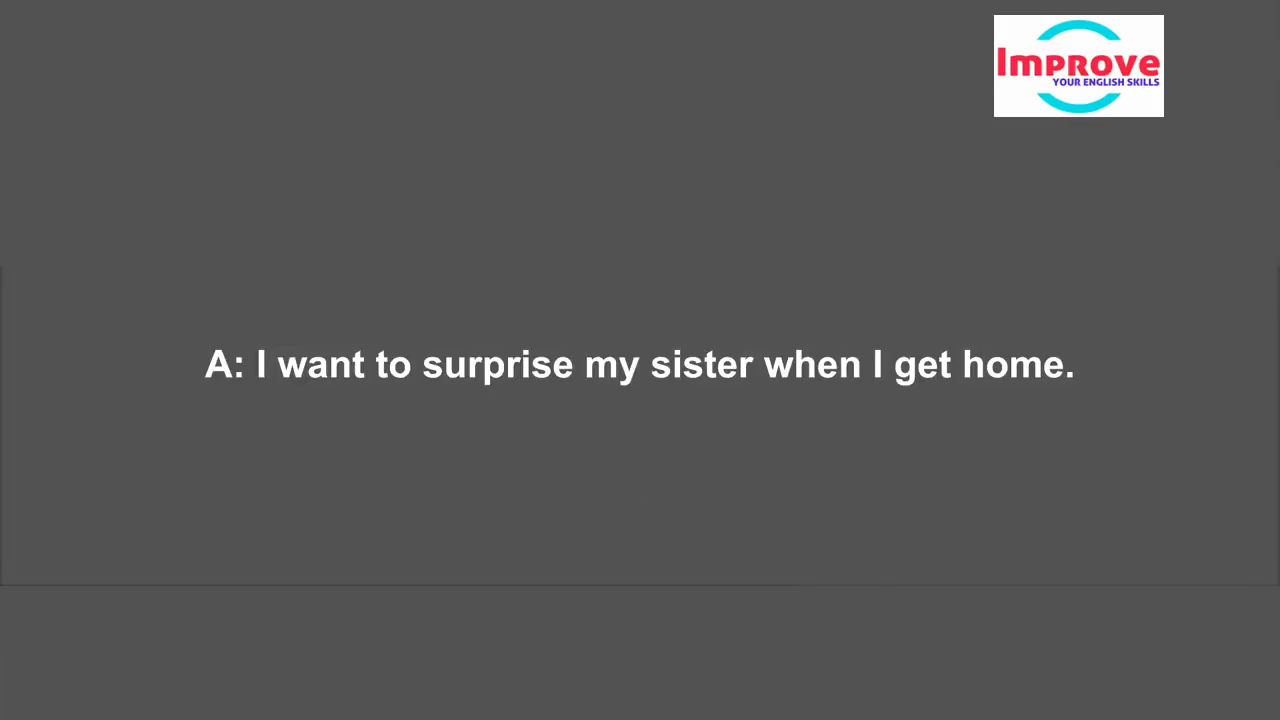 Improve
YOUR ENGLISH SKILLS
A: I want to surprise my sister when I get home.